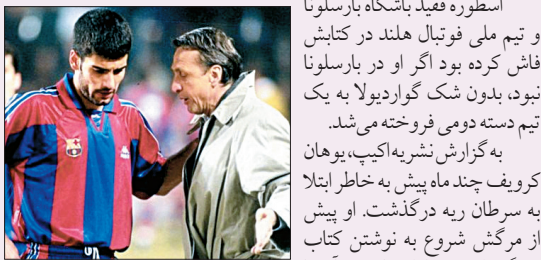 اسطوره فقید باشگاه بارسلونا
و تیم ملی فوتبال هلند در کتابش
فاش کرده بود اگر او در بارسلونا
نبود، بدون شک گواردیولا به یک
تیم دسته دومی فروخته می‌شد.
به گزارش نشریه اکیپ، یوهان
کرویف چند ماه پیش به خاطر ابتلا
به سرطان ریه درگذشت. او پیش
از مرگش شروع به نوشتن کتاب